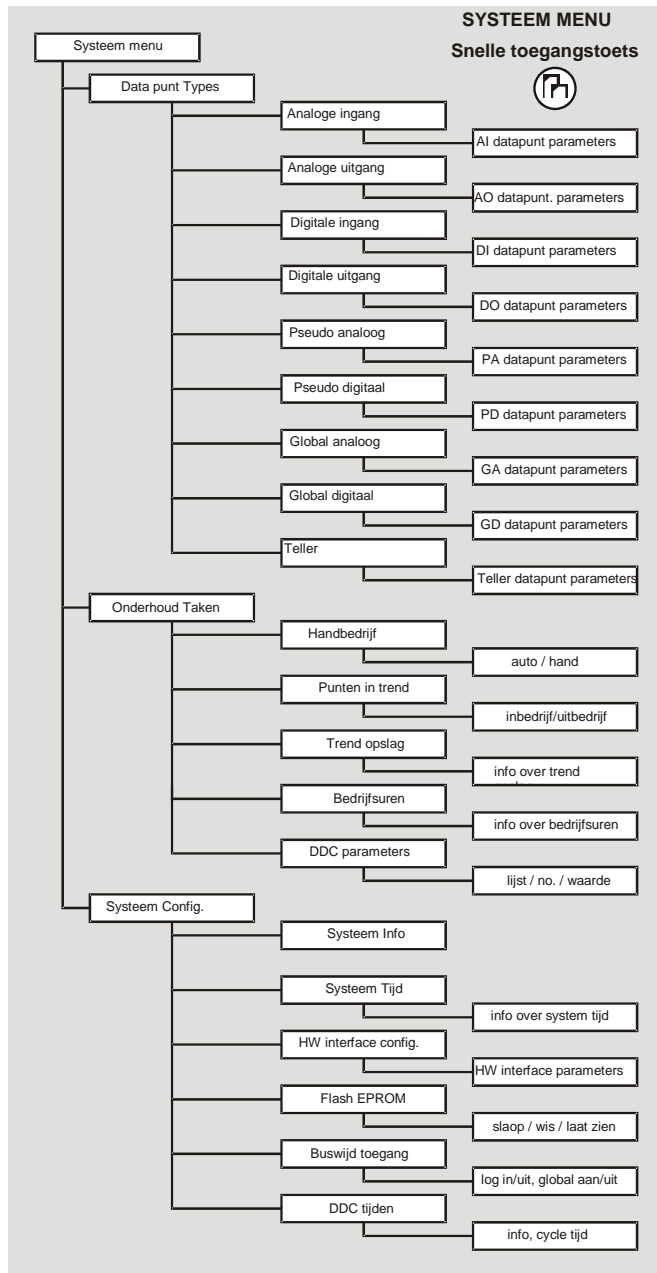 SYSTEEM MENU
Snelle toegangstoets
Systeem menu
Data punt Types
Analoge ingang
AI datapunt parameters
Analoge uitgang
AO datapunt. parameters
Digitale ingang
DI datapunt parameters
Digitale uitgang
DO datapunt parameters
Pseudo analoog
PA datapunt parameters
Pseudo digitaal
PD datapunt parameters
Global analoog
GA datapunt parameters
Global digitaal
GD datapunt parameters
Teller
Teller datapunt parameters
Onderhoud Taken
Handbedrijf
auto / hand
Punten in trend
inbedrijf/uitbedrijf
Trend opslag
info over trend
Bedrijfsuren
info over bedrijfsuren
DDC parameters
lijst / no. / waarde
Systeem Config.
Systeem Info
Systeem Tijd
info over system tijd
HW interface config.
HW interface parameters
Flash EPROM
slaop / wis / laat zien
Buswijd toegang
log in/uit, global aan/uit
DDC tijden
info, cycle tijd